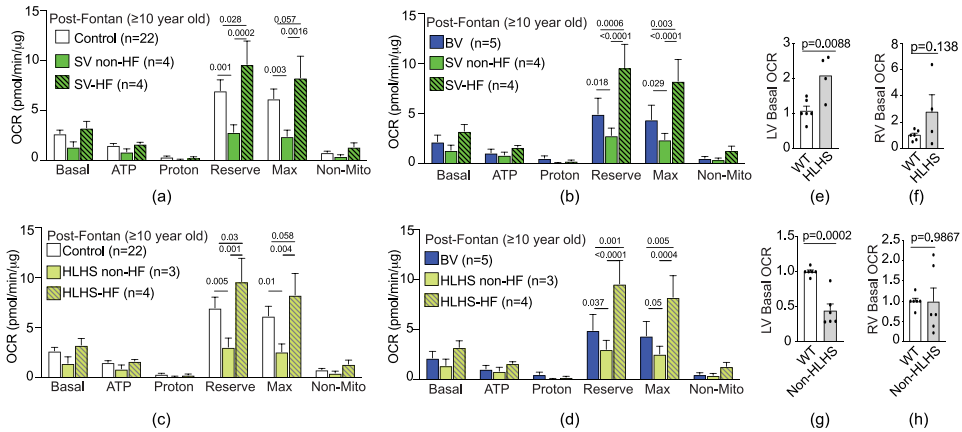 Post-Fontan (≥10 year old)
Control (n=22)
SV non-HF (n=4)
SV-HF (n=4)
OCR (pmol/min/µg)
15
10
5
0
0.028
0.0002
0.001
0.057
0.0016
0.003
Basal ATP Proton Reserve Max Non-Mito
(a)
Post-Fontan (≥10 year old)
BV (n=5)
SV non-HF (n=4)
SV-HF (n=4)
OCR (pmol/min/µg)
15
10
5
0
0.0006
<0.0001
0.018
0.003
<0.0001
0.029
Basal ATP Proton Reserve Max Non-Mito
(b)
p=0.0088
LV Basal OCR
3
2
1
0
WT
HLHS
(e)
p=0.138
RV Basal OCR
8
6
4
2
0
WT
HLHS
(f)
Post-Fontan (≥10 year old)
Control (n=22)
HLHS non-HF (n=3)
HLHS-HF (n=4)
OCR (pmol/min/µg)
15
10
5
0
0.03
0.001
0.005
0.058
0.004
0.01
Basal ATP Proton Reserve Max Non-Mito
(c)
Post-Fontan (≥10 year old)
BV (n=5)
HLHS non-HF (n=3)
HLHS-HF (n=4)
OCR (pmol/min/µg)
15
10
5
0
0.001
<0.0001
0.037
0.005
0.0004
0.05
Basal ATP Proton Reserve Max Non-Mito
(d)
p=0.0002
LV Basal OCR
1.5
1.0
0.5
0
WT
Non-HLHS
(g)
p=0.9867
RV Basal OCR
2.5
2.0
1.5
1.0
0.5
0.0
WT
Non-HLHS
(h)